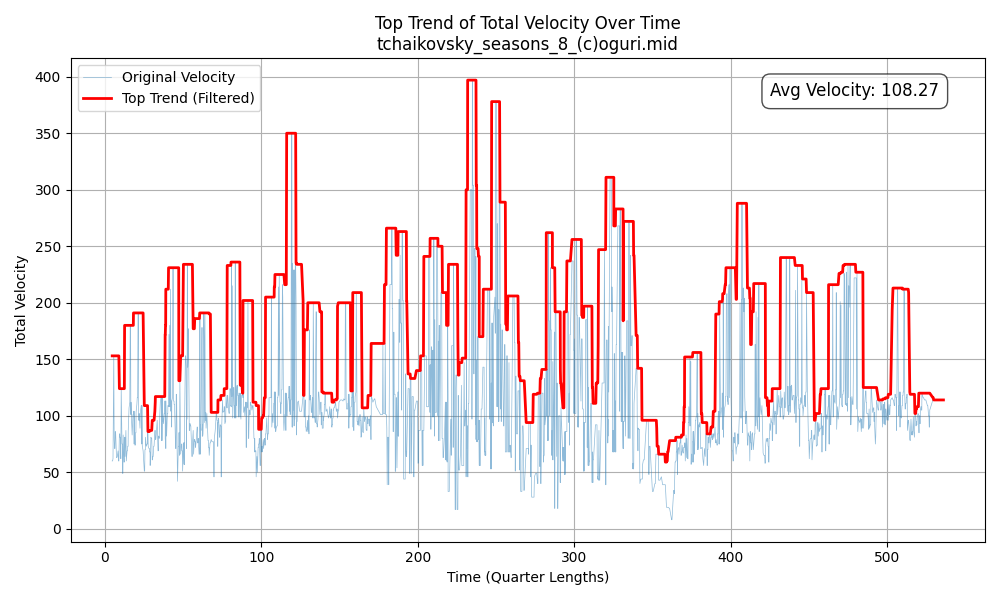 Top Trend of Total Velocity Over Time
tchaikovsky_seasons_8_(c)oguri.mid
Original Velocity
Top Trend (Filtered)
Avg Velocity: 108.27
Total Velocity
400
350
300
250
200
150
100
50
0
0 100 200 300 400 500
Time (Quarter Lengths)